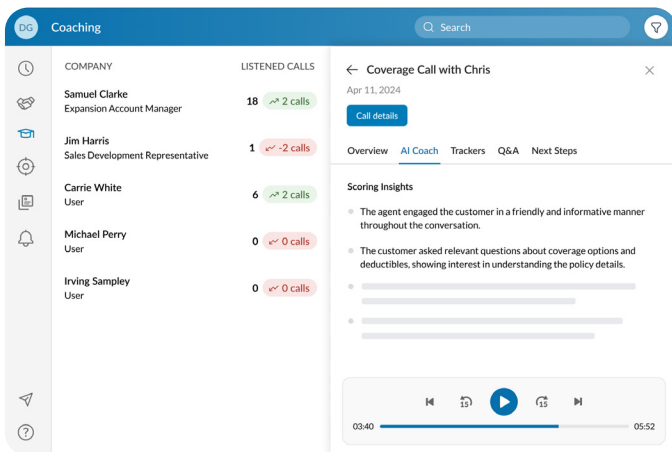 DG
Coaching
Search
COMPANY
LISTENED CALLS
Samuel Clarke
Expansion Account Manager
18
2 calls
Jim Harris
Sales Development Representative
1
-2 calls
Carrie White
User
6
2 calls
Michael Perry
User
0
0 calls
Irving Sampley
User
0
0 calls
Coverage Call with Chris
Apr 11, 2024
Call details
Overview AI Coach Trackers Q&A Next Steps
Scoring Insights
The agent engaged the customer in a friendly and informative manner
throughout the conversation.
The customer asked relevant questions about coverage options and
deductibles, showing interest in understanding the policy details.
15
15
03:40
05:52